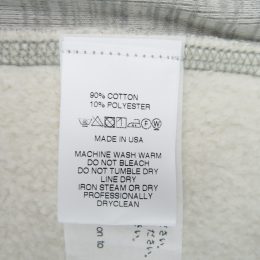 90% COTTON
10% POLYESTER
MADE IN USA
MACHINE WASH WARM
DO NOT BLEACH
DO NOT TUMBLE DRY
LINE DRY
IRON STEAM OR DRY
PROFESSIONALLY
DRYCLEAN